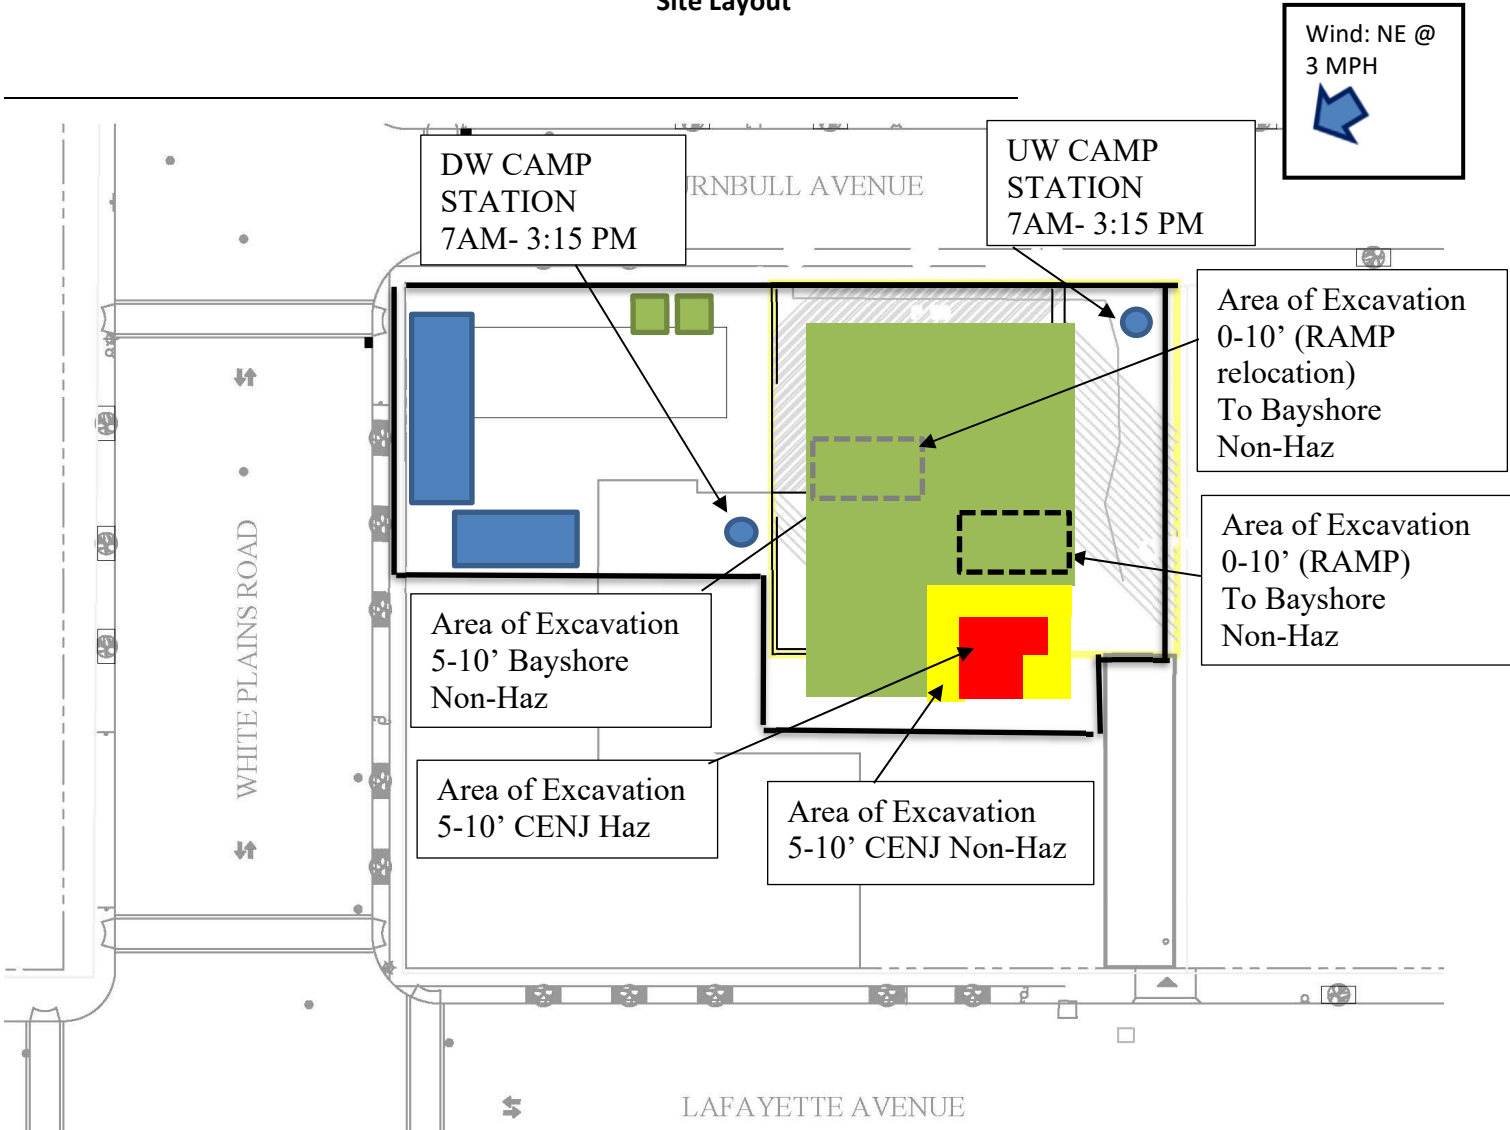 Site Layout
Wind: NE @
3 MPH
DW CAMP
STATION
7AM- 3:15 PM
UW CAMP
STATION
7AM- 3:15 PM
URNBULL AVENUE
Area of Excavation
0-10’ (RAMP
relocation)
To Bayshore
Non-Haz
Area of Excavation
0-10’ (RAMP)
To Bayshore
Non-Haz
WHITE PLAINS ROAD
Area of Excavation
5-10’ Bayshore
Non-Haz
Area of Excavation
5-10’ CENJ Haz
Area of Excavation
5-10’ CENJ Non-Haz
LAFAYETTE AVENUE